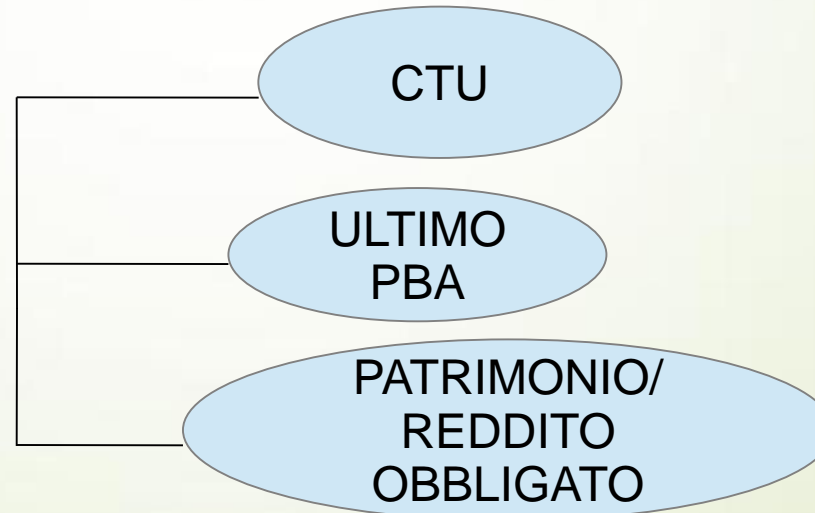 CTU
ULTIMO
PBA
PATRIMONIO/
REDDITO
OBBLIGATO